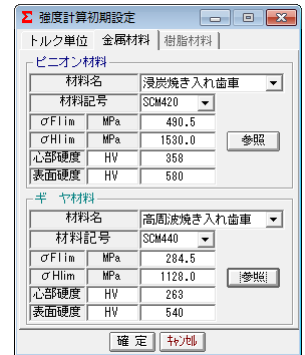 Σ 強度計算初期設定
トルク単位 金属材料 樹脂材料
ピニオン材料
材料名 浸炭焼き入れ歯車
材料記号 SCM420
σFlim MPa 490.5
σHlim MPa 1530.0 参照
心部硬度 HV 358
表面硬度 HV 580
ギヤ材料
材料名 高周波焼き入れ歯車
材料記号 SCM440
σFlim MPa 284.5
σHlim MPa 1128.0 参照
心部硬度 HV 263
表面硬度 HV 540
確 定 ｷｬﾝｾﾙ